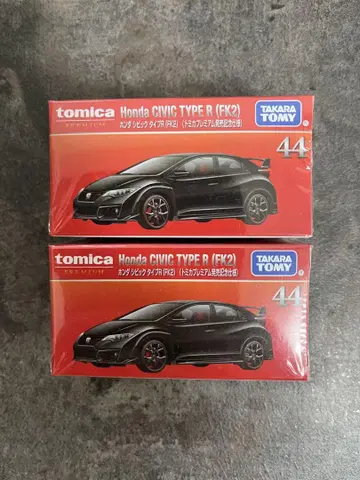 tomica
PREMIUM
Honda CIVIC TYPE R (FK2)
ホンダ シビック タイプR(FK2) (トミカプレミアム発売記念仕様)
TAKARA
TOMY
44
tomica
PREMIUM
Honda CIVIC TYPE R (FK2)
ホンダ シビック タイプR(FK2) (トミカプレミアム発売記念仕様)
TAKARA
TOMY
44